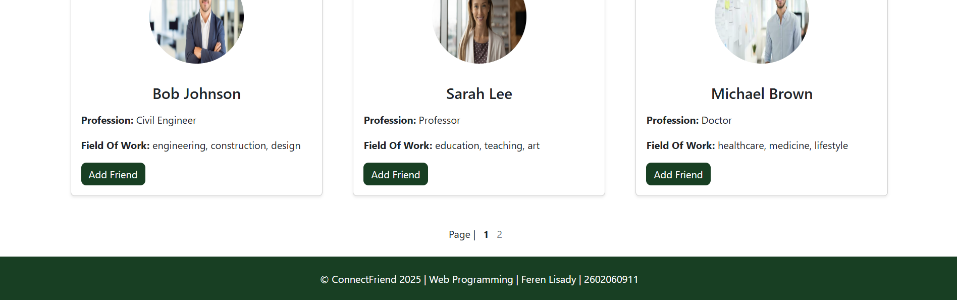 Bob Johnson
Profession: Civil Engineer
Field Of Work: engineering, construction, design
Add Friend
Sarah Lee
Profession: Professor
Field Of Work: education, teaching, art
Add Friend
Michael Brown
Profession: Doctor
Field Of Work: healthcare, medicine, lifestyle
Add Friend
Page | 1 2
© ConnectFriend 2025 | Web Programming | Feren Lisady | 2602060911